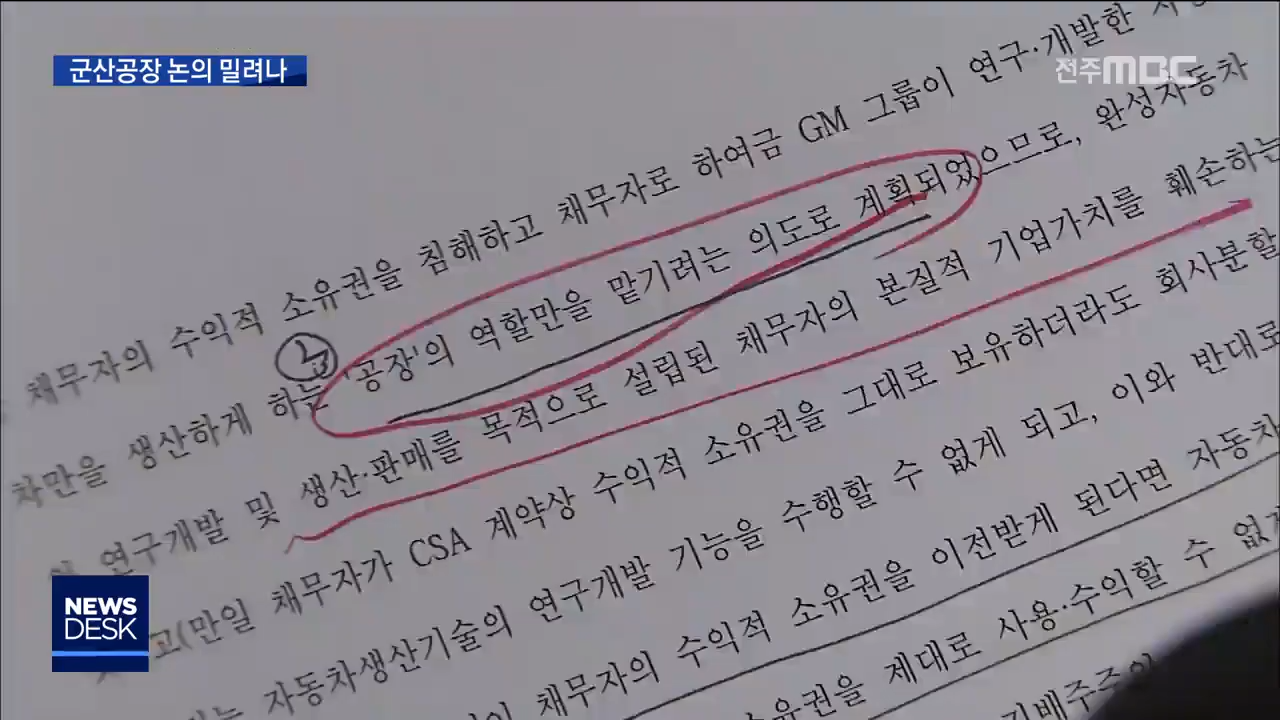 군산공장 논의 밀려나
전주MBC
채무자의 수익적 소유권을 침해하고 채무자로 하여금 GM 그룹이 연구·개발한
차만을 생산하게 하는 '공장'의 역할만을 맡기려는 의도로 계획되었으므로, 완성자동차
연구개발 및 생산·판매를 목적으로 설립된 채무자의 본질적 기업가치를 훼손하는
고(만일 채무자가 CSA 계약상 수익적 소유권을 그대로 보유하더라도 회사분할
자동차생산기술의 연구개발 기능을 수행할 수 없게 되고, 이와 반대로
채무자의 수익적 소유권을 이전받게 된다면 자동차
소유권을 제대로 사용·수익할 수 없게
NEWS
DESK